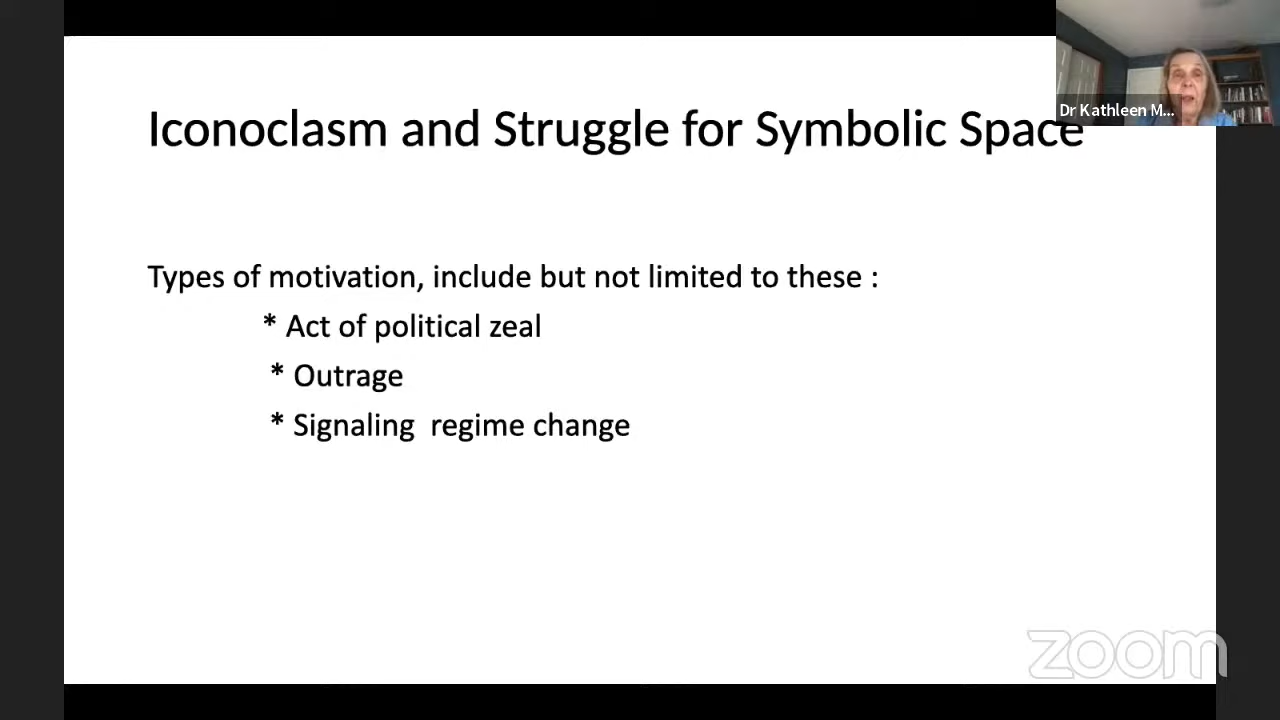 Iconoclasm and Struggle for Symbolic Space
Dr Kathleen M...
Types of motivation, include but not limited to these :
* Act of political zeal
* Outrage
* Signaling  regime change
zoom